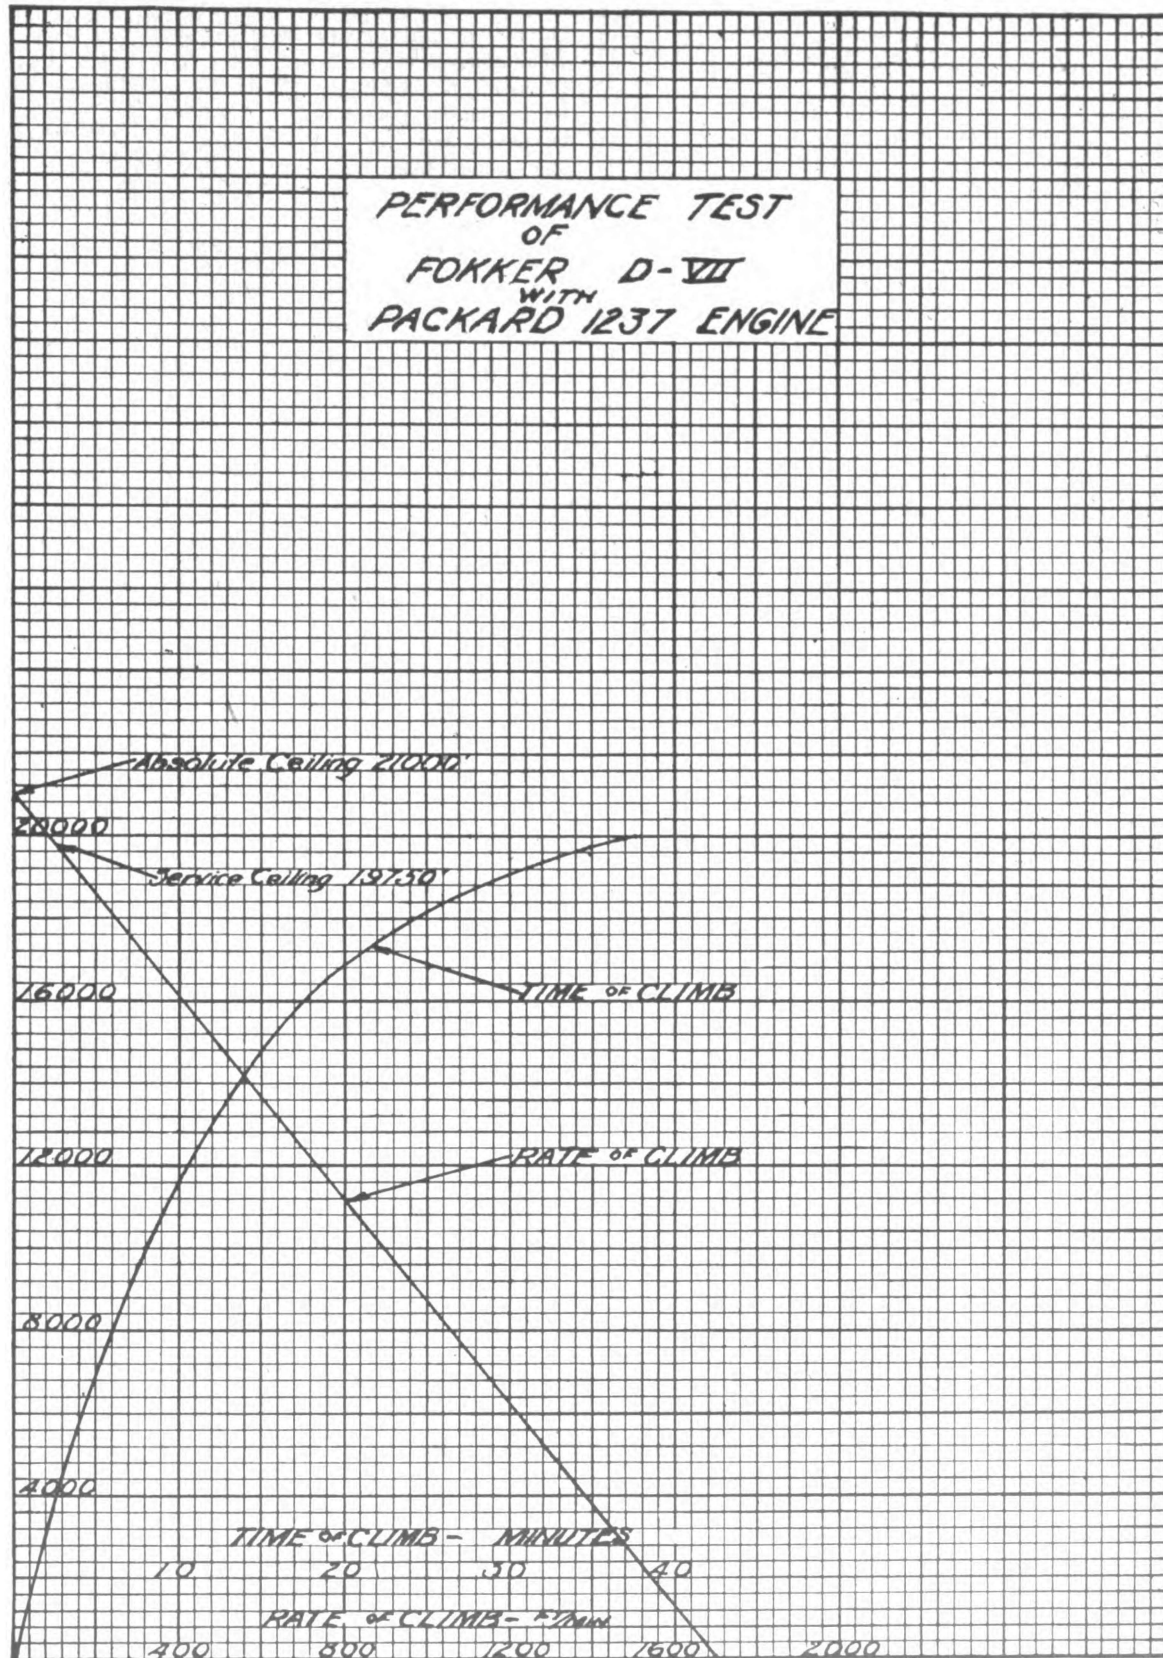 PERFORMANCE TEST
OF
FOKKER D-VII
WITH
PACKARD 1237 ENGINE
Absolute Ceiling 21000'
20000
Service Ceiling 19750'
16000
TIME OF CLIMB
12000
RATE OF CLIMB
8000
4000
TIME OF CLIMB - MINUTES
10 20 30 40
RATE OF CLIMB - FT/MIN
400 800 1200 1600 2000